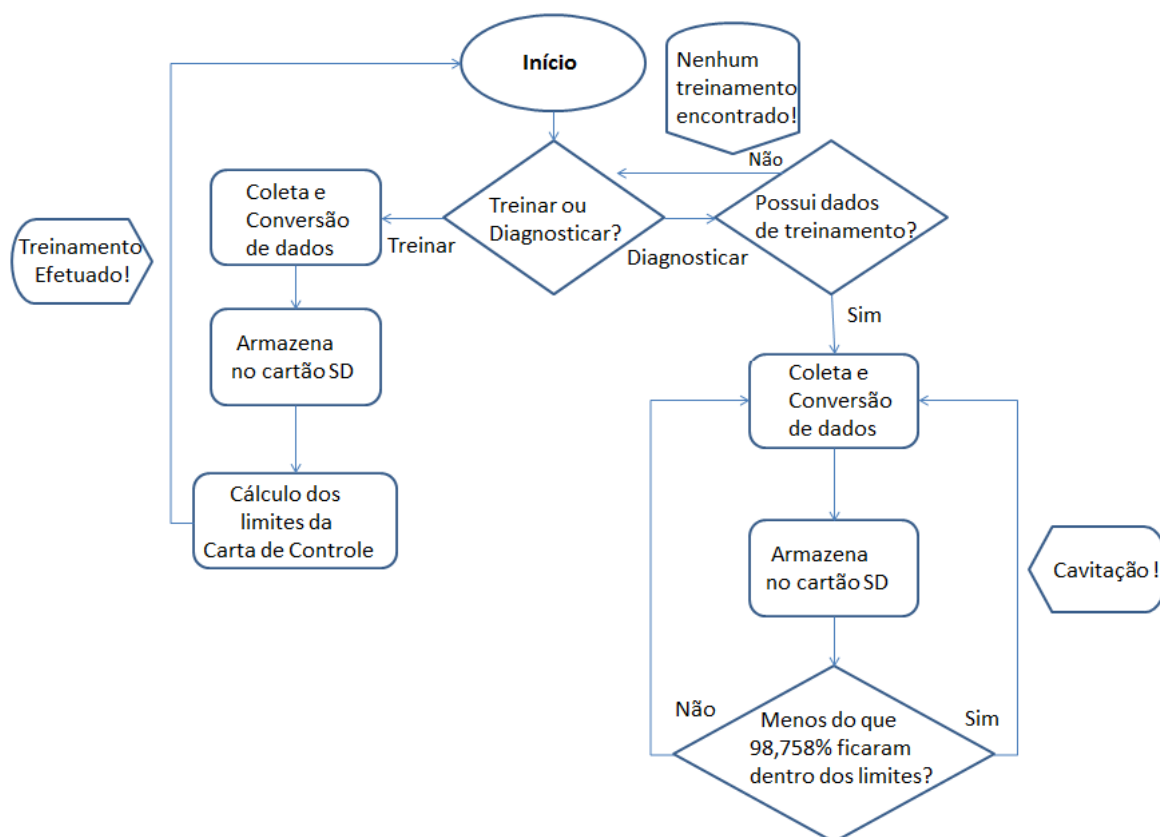 Início
Nenhum
treinamento
encontrado!
Não
Treinar ou
Diagnosticar?
Possui dados
de treinamento?
Treinar
Diagnosticar
Coleta e
Conversão
de dados
Treinamento
Efetuado!
Armazena
no cartão SD
Cálculo dos
limites da
Carta de Controle
Sim
Coleta e
Conversão
de dados
Armazena
no cartão SD
Cavitação !
Não
Menos do que
98,758% ficaram
dentro dos limites?
Sim